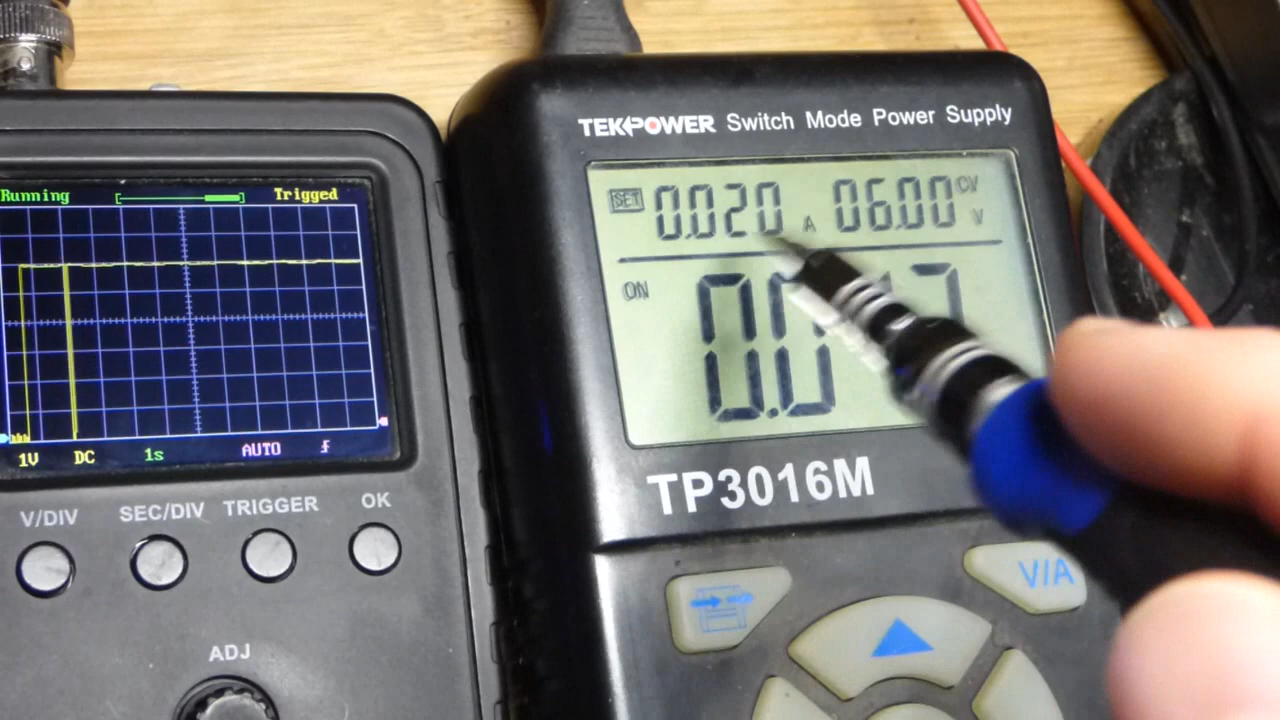 TEKPOWER Switch Mode Power Supply
Running Trigged
SET 0.020 A 06.00 CV V
ON
1V DC 1s AUTO
TP3016M
V/DIV SEC/DIV TRIGGER OK
V/A
ADJ